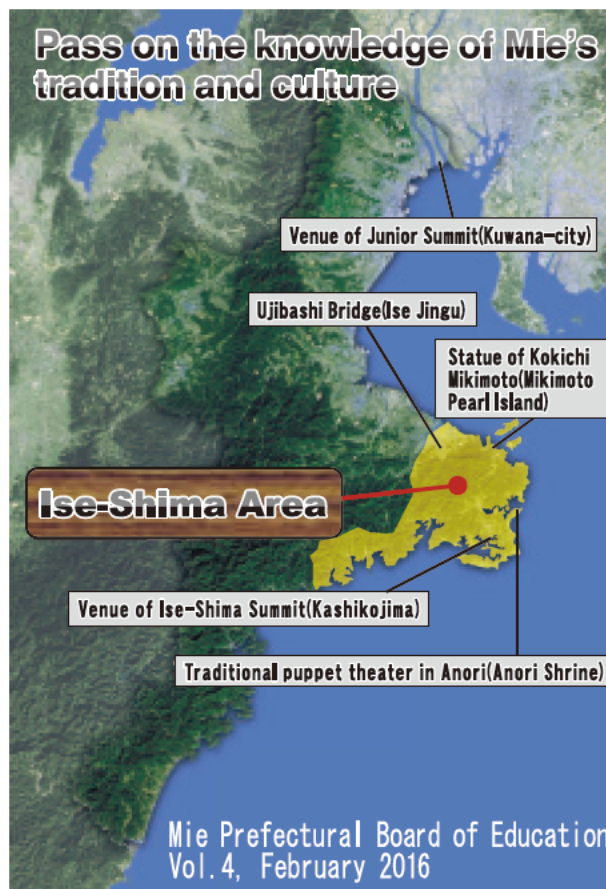 Pass on the knowledge of Mie's
tradition and culture
Venue of Junior Summit(Kuwana-city)
Ujibashi Bridge(Ise Jingu)
Statue of Kokichi
Mikimoto(Mikimoto
Pearl Island)
Ise-Shima Area
Venue of Ise-Shima Summit(Kashikojima)
Traditional puppet theater in Anori(Anori Shrine)
Mie Prefectural Board of Education
Vol.4, February 2016